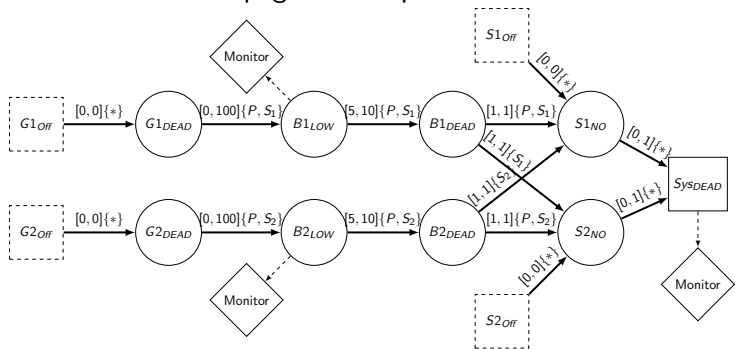 S1Off
Monitor
[0, 0]{*}
G1Off
[0, 0]{*}
G1DEAD
[0, 100]{P, S1}
B1LOW
[5, 10]{P, S1}
B1DEAD
[1, 1]{P, S1}
S1NO
[0, 1]{*}
[1, 1]{S1}
[1, 1]{S2}
SysDEAD
G2Off
[0, 0]{*}
G2DEAD
[0, 100]{P, S2}
B2LOW
[5, 10]{P, S2}
B2DEAD
[1, 1]{P, S2}
S2NO
[0, 1]{*}
[0, 0]{*}
Monitor
S2Off
Monitor